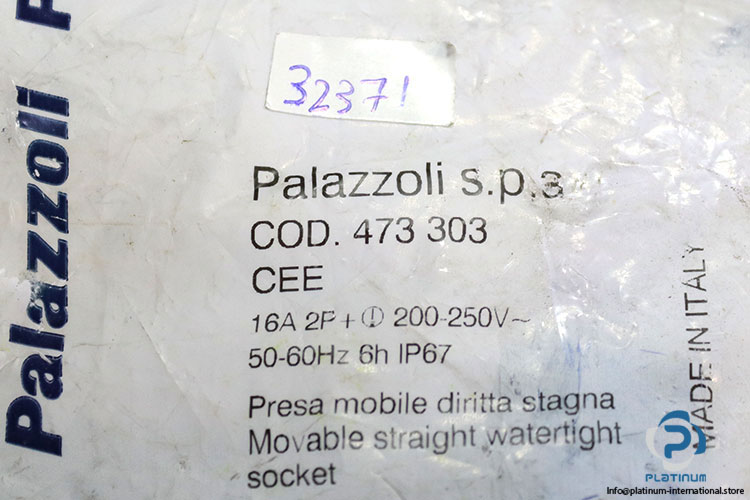 Palazzoli P
32371
Palazzoli s.p.a
COD. 473 303
CEE
16A 2P + ⏚ 200-250V~
50-60Hz 6h IP67
Presa mobile diritta stagna
Movable straight watertight
socket
MADE IN ITALY
PLATINUM
Info@platinum-international.store